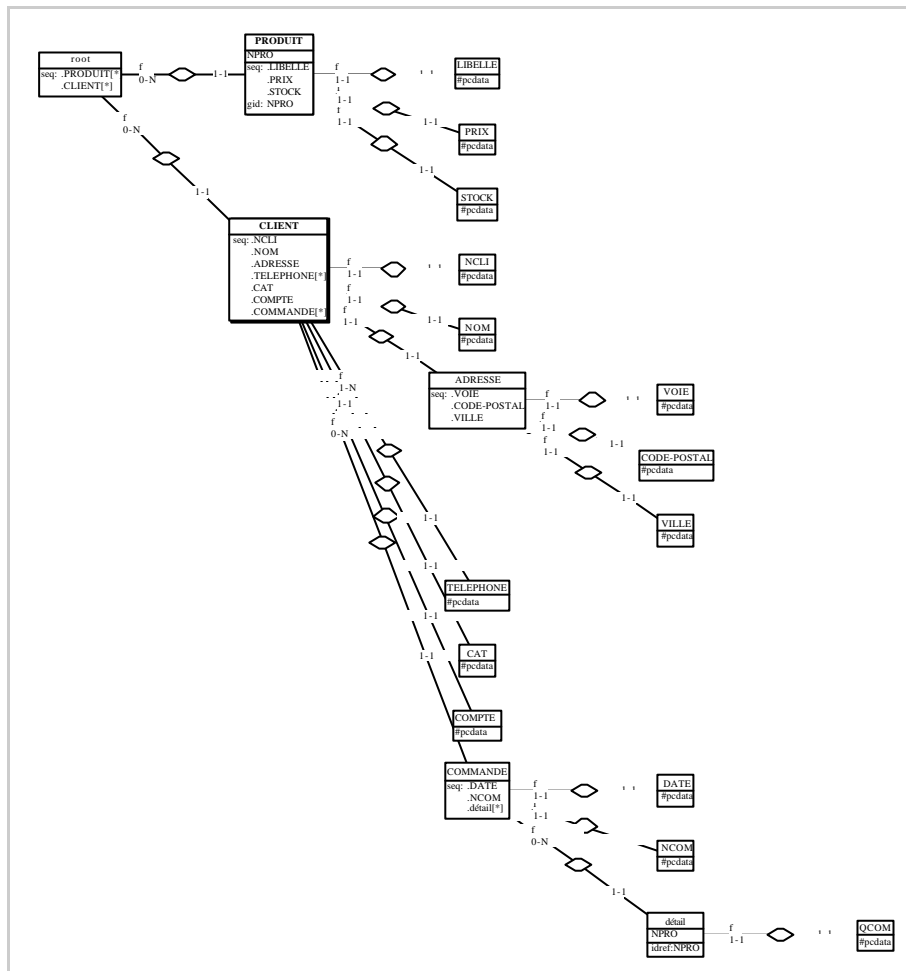 root
seq: .PRODUIT[*
.CLIENT[*]
f
0-N
1-1
PRODUIT
NPRO
seq: .LIBELLE
.PRIX
.STOCK
gid: NPRO
f
1-1
LIBELLE
#pcdata
1-1
f
1-1
1-1
PRIX
#pcdata
1-1
STOCK
#pcdata
f
0-N
1-1
CLIENT
seq: .NCLI
.NOM
.ADRESSE
.TELEPHONE[*]
.CAT
.COMPTE
.COMMANDE[*]
f
1-1
NCLI
#pcdata
f
1-1
1-1
NOM
#pcdata
f
1-1
1-1
ADRESSE
seq: .VOIE
.CODE-POSTAL
.VILLE
f
1-1
VOIE
#pcdata
f
1-1
1-1
CODE-POSTAL
#pcdata
f
1-1
1-1
VILLE
#pcdata
f
1-N
1-1
f
0-N
1-1
TELEPHONE
#pcdata
1-1
CAT
#pcdata
1-1
COMPTE
#pcdata
1-1
COMMANDE
seq: .DATE
.NCOM
.détail[*]
f
1-1
DATE
#pcdata
1-1
NCOM
#pcdata
f
0-N
1-1
détail
NPRO
idref:NPRO
f
1-1
QCOM
#pcdata